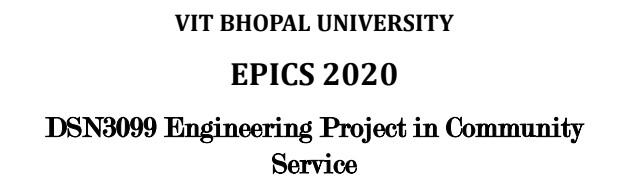 VIT BHOPAL UNIVERSITY
EPICS 2020
DSN3099 Engineering Project in Community
Service